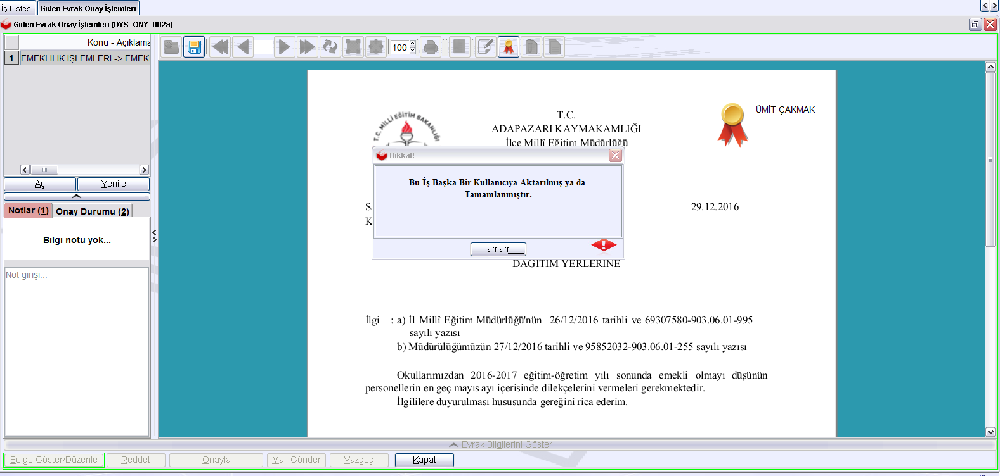 İş Listesi
Giden Evrak Onay İşlemleri
Giden Evrak Onay İşlemleri (DYS_ONY_002a)
Konu - Açıklama
1 EMEKLİLİK İŞLEMLERİ -> EMEK
Aç
Yenile
Notlar (1)
Onay Durumu (2)
Bilgi notu yok...
Not girişi...
100
T.C. MİLLİ EĞİTİM BAKANLIĞI
T.C.
ADAPAZARI KAYMAKAMLIĞI
İlçe Millî Eğitim Müdürlüğü
ÜMİT ÇAKMAK
Dikkat!
Bu İş Başka Bir Kullanıcıya Aktarılmış ya da
Tamamlanmıştır.
Tamam
S
29.12.2016
K
DAĞITIM YERLERINE
İlgi : a) İl Millî Eğitim Müdürlüğü'nün 26/12/2016 tarihli ve 69307580-903.06.01-995
sayılı yazısı
b) Müdürülüğümüzün 27/12/2016 tarihli ve 95852032-903.06.01-255 sayılı yazısı
Okullarımızdan 2016-2017 eğitim-öğretim yılı sonunda emekli olmayı düşünün
personellerin en geç mayıs ayı içerisinde dilekçelerini vermeleri gerekmektedir.
İlgililere duyurulması hususunda gereğini rica ederim.
Evrak Bilgilerini Göster
Belge Göster/Düzenle
Reddet
Onayla
Mail Gönder
Vazgeç
Kapat